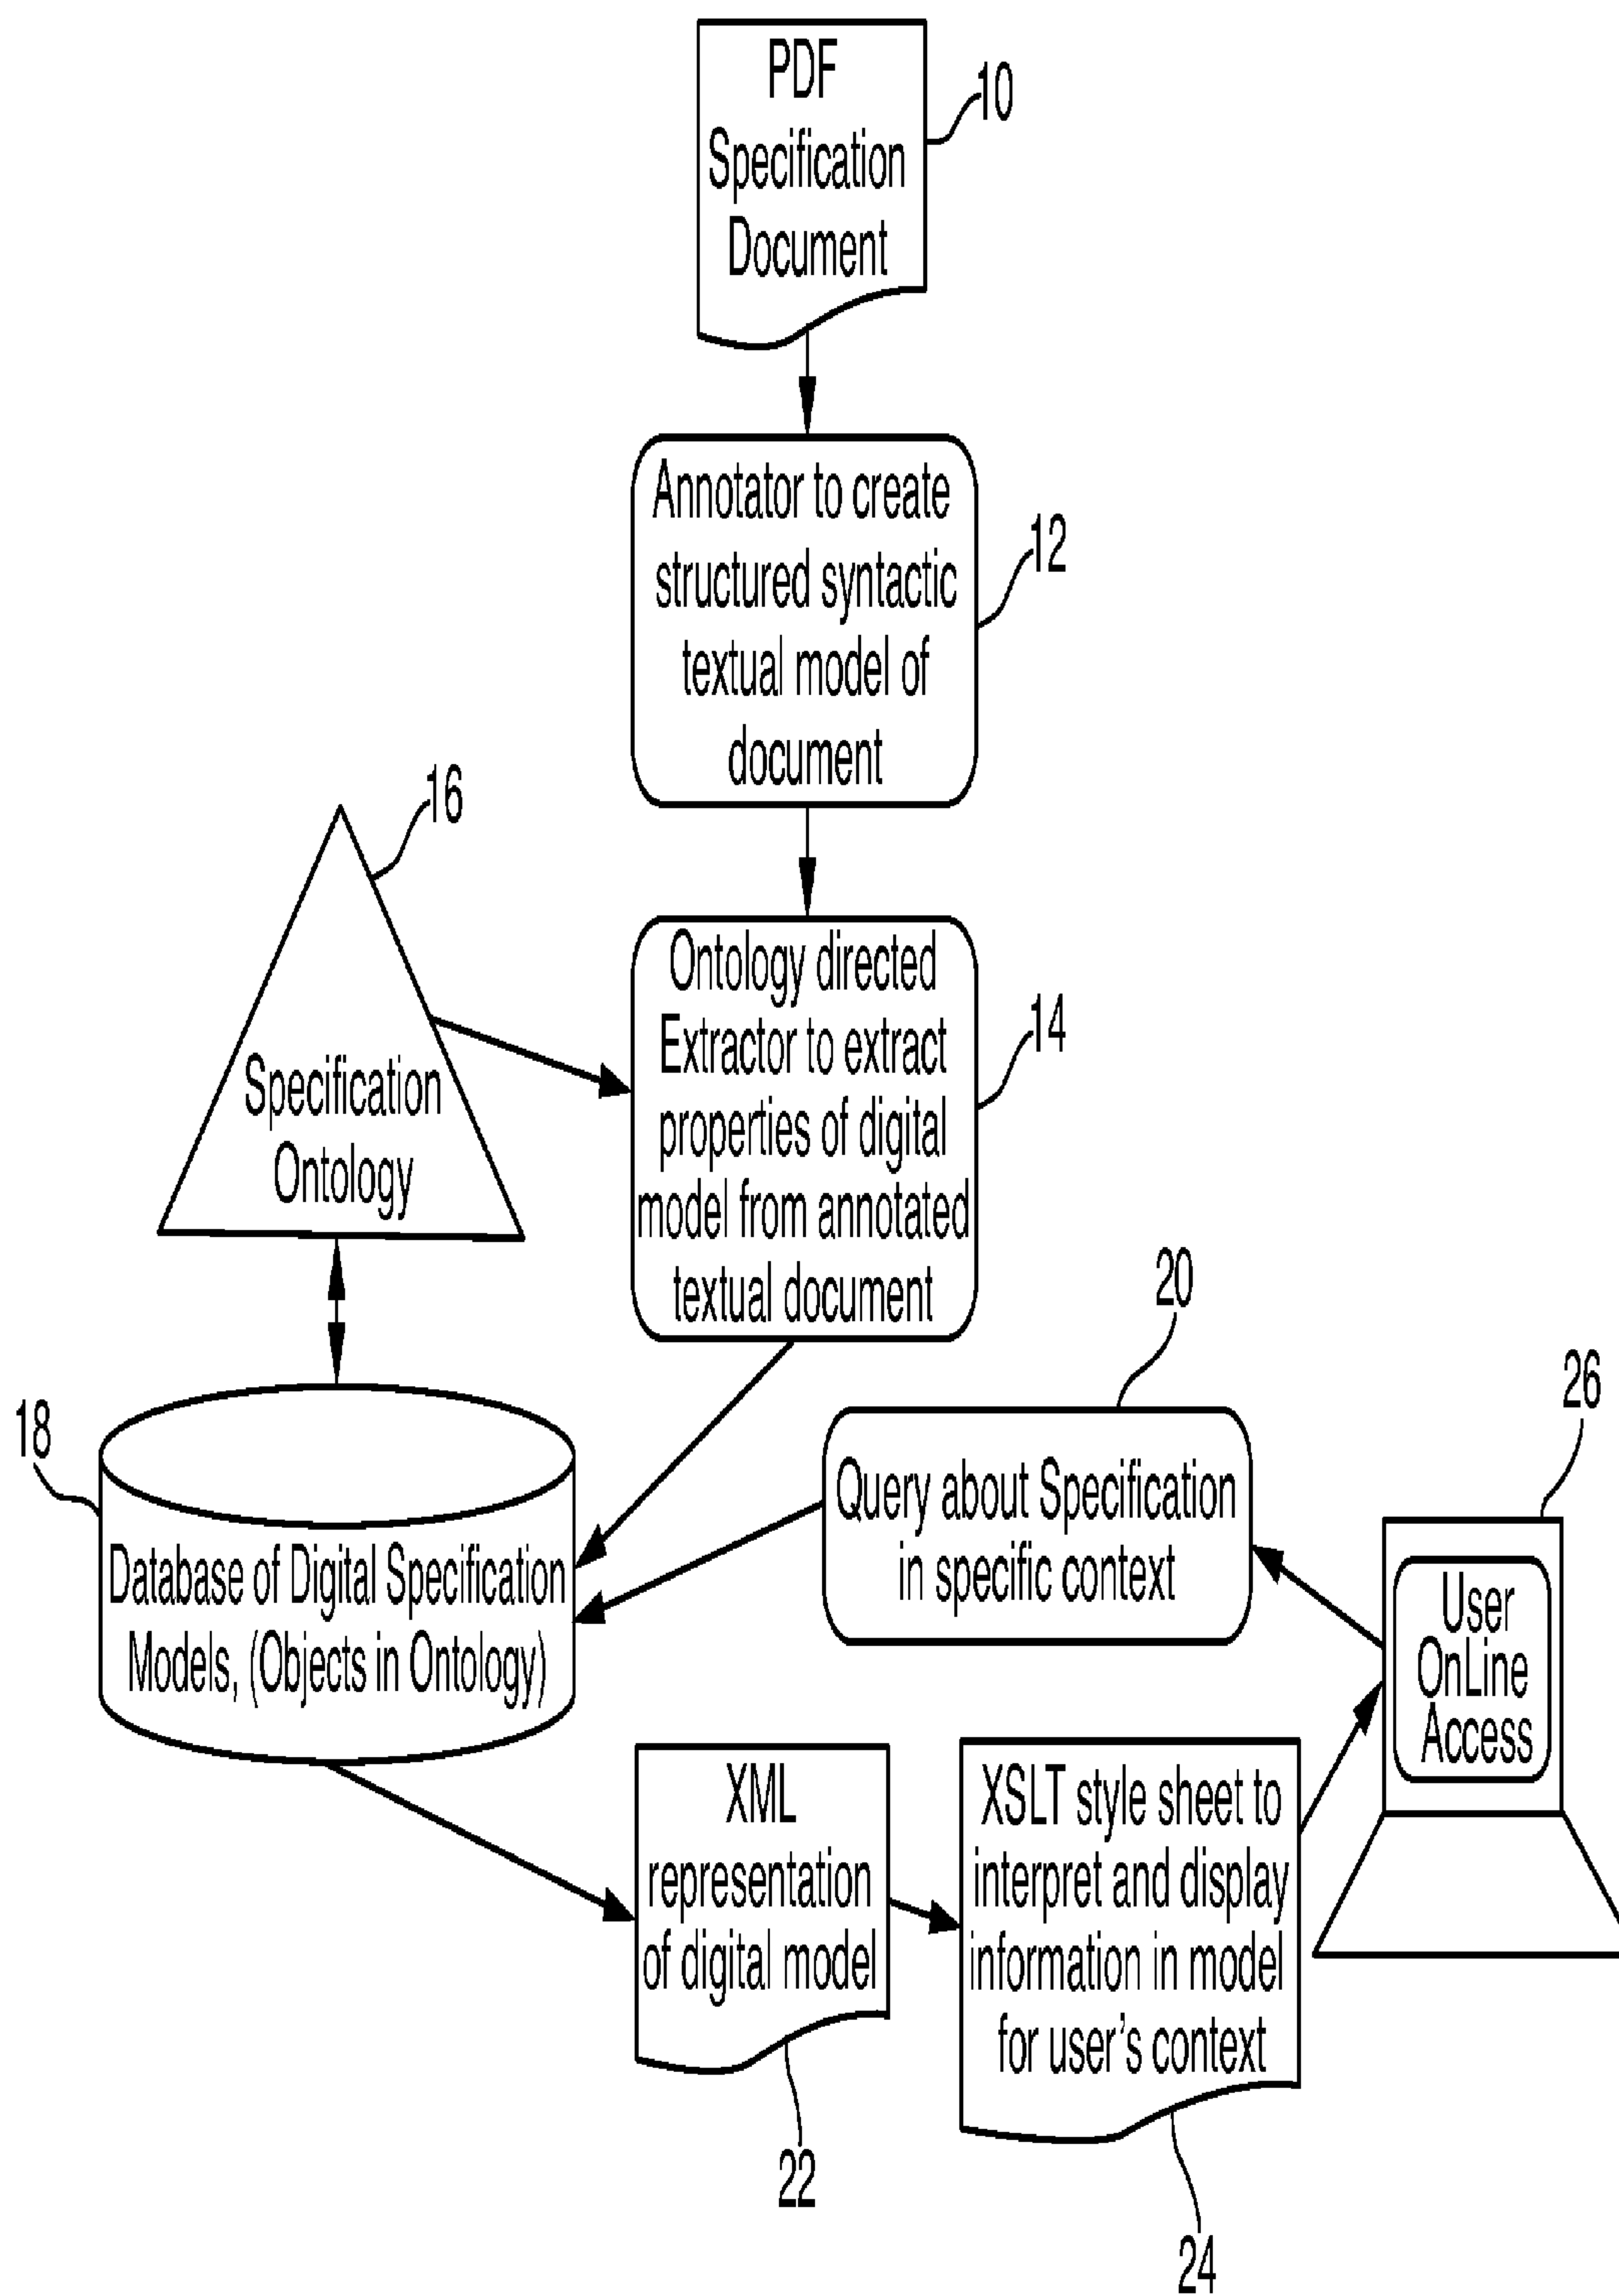 PDF
Specification
Document
10
Annotator to create
structured syntactic
textual model of
document
12
16
Specification
Ontology
Ontology directed
Extractor to extract
properties of digital
model from annotated
textual document
14
18
Database of Digital Specification
Models, (Objects in Ontology)
20
Query about Specification
in specific context
26
User
OnLine
Access
XML
representation
of digital model
22
XSLT style sheet to
interpret and display
information in model
for user's context
24